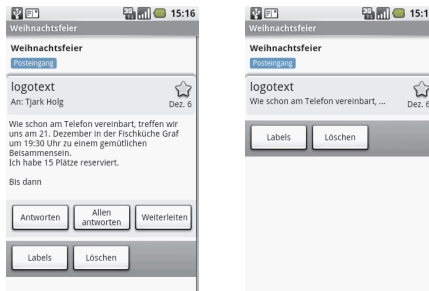 15:16
Weihnachtsfeier
Weihnachtsfeier
Posteingang
logotext
An: Tjark Holg
Dez. 6
Wie schon am Telefon vereinbart, treffen wir
uns am 21. Dezember in der Fischküche Graf
um 19:30 Uhr zu einem gemütlichen
Beisammensein.
Ich habe 15 Plätze reserviert.
Bis dann
Antworten
Allen
antworten
Weiterleiten
Labels
Löschen
15:1
Weihnachtsfeier
Weihnachtsfeier
Posteingang
logotext
Wie schon am Telefon vereinbart, ...
Dez. 6
Labels
Löschen